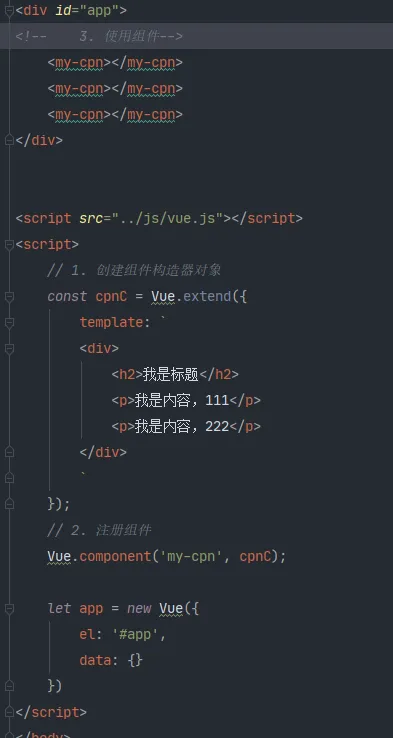 <div id="app">
<!--    3. 使用组件-->
    <my-cpn></my-cpn>
    <my-cpn></my-cpn>
    <my-cpn></my-cpn>
</div>
<script src="../js/vue.js"></script>
<script>
    // 1. 创建组件构造器对象
    const cpnC = Vue.extend({
        template: `
        <div>
            <h2>我是标题</h2>
            <p>我是内容，111</p>
            <p>我是内容，222</p>
        </div>
        `
    });
    // 2. 注册组件
    Vue.component('my-cpn', cpnC);
    let app = new Vue({
        el: '#app',
        data: {}
    })
</script>
</body>